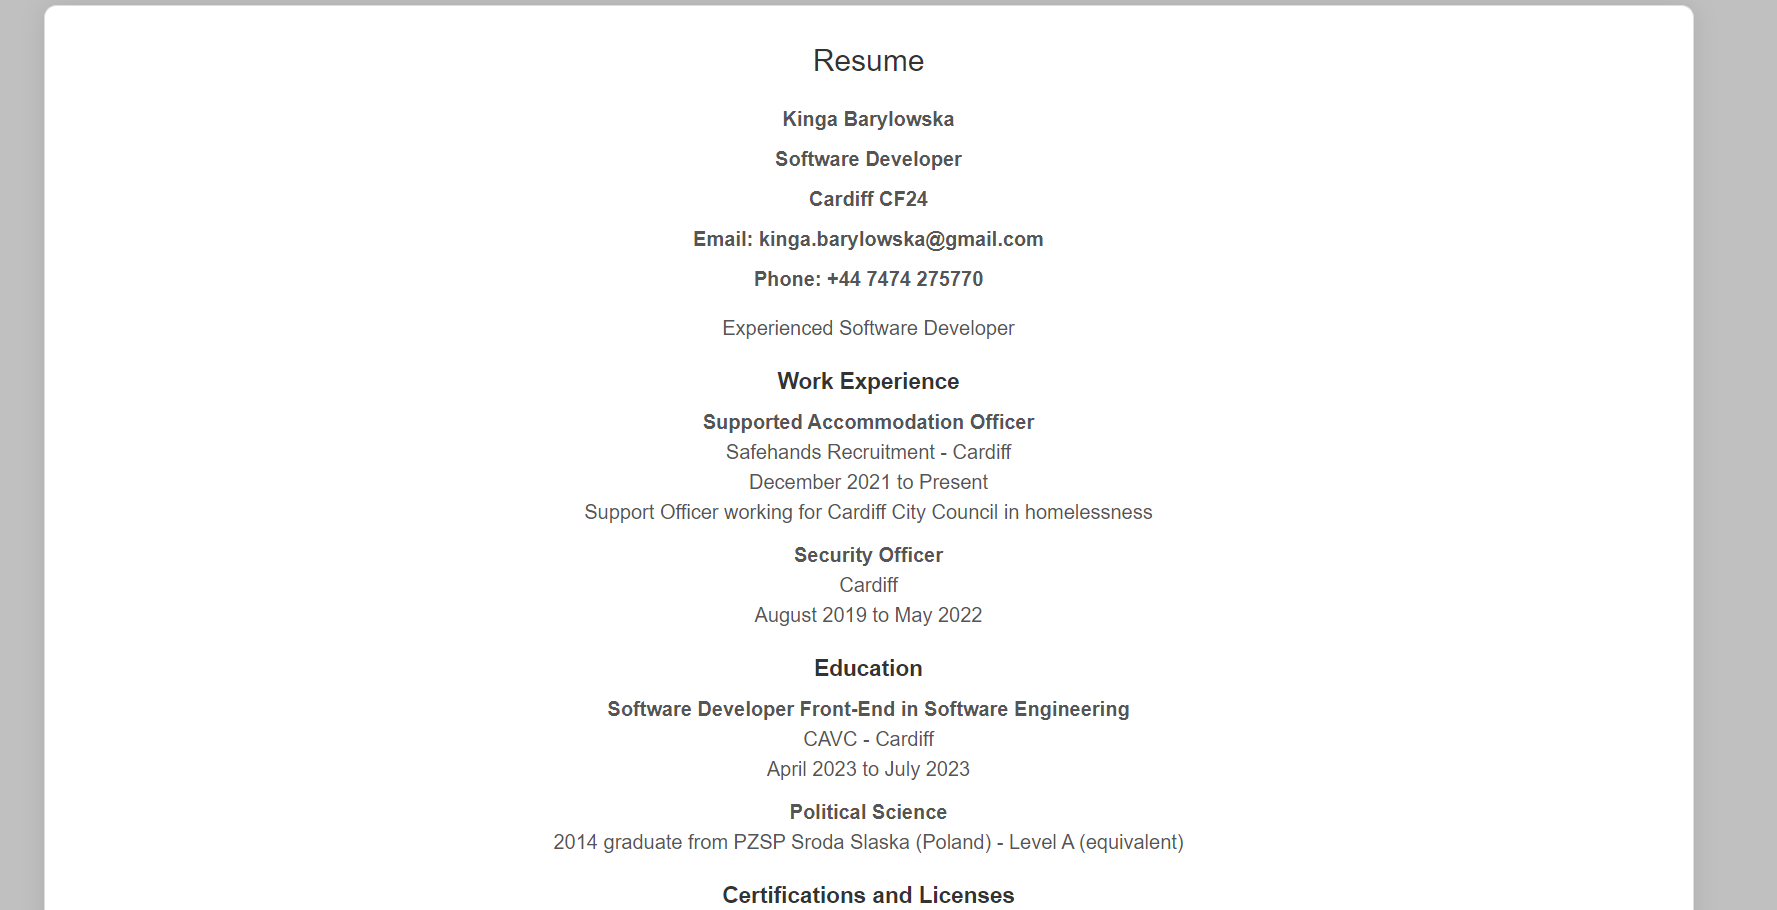 Resume
Kinga Barylowska
Software Developer
Cardiff CF24
Email: kinga.barylowska@gmail.com
Phone: +44 7474 275770
Experienced Software Developer
Work Experience
Supported Accommodation Officer
Safehands Recruitment - Cardiff
December 2021 to Present
Support Officer working for Cardiff City Council in homelessness
Security Officer
Cardiff
August 2019 to May 2022
Education
Software Developer Front-End in Software Engineering
CAVC - Cardiff
April 2023 to July 2023
Political Science
2014 graduate from PZSP Sroda Slaska (Poland) - Level A (equivalent)
Certifications and Licenses